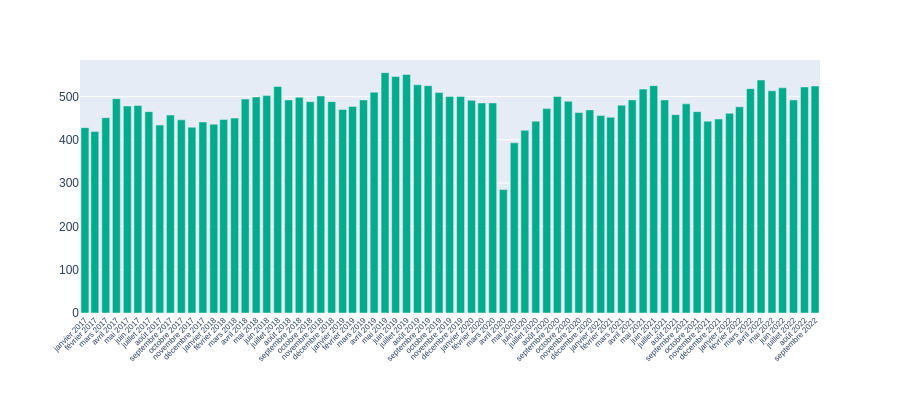 500
400
300
200
100
0
janvier 2017
février 2017
mars 2017
avril 2017
mai 2017
juin 2017
juillet 2017
août 2017
septembre 2017
octobre 2017
novembre 2017
décembre 2017
janvier 2018
février 2018
mars 2018
avril 2018
mai 2018
juin 2018
juillet 2018
août 2018
septembre 2018
octobre 2018
novembre 2018
décembre 2018
janvier 2019
février 2019
mars 2019
avril 2019
mai 2019
juin 2019
juillet 2019
août 2019
septembre 2019
octobre 2019
novembre 2019
décembre 2019
janvier 2020
février 2020
mars 2020
avril 2020
mai 2020
juin 2020
juillet 2020
août 2020
septembre 2020
octobre 2020
novembre 2020
décembre 2020
janvier 2021
février 2021
mars 2021
avril 2021
mai 2021
juin 2021
juillet 2021
août 2021
septembre 2021
octobre 2021
novembre 2021
décembre 2021
janvier 2022
février 2022
mars 2022
avril 2022
mai 2022
juin 2022
juillet 2022
août 2022
septembre 2022